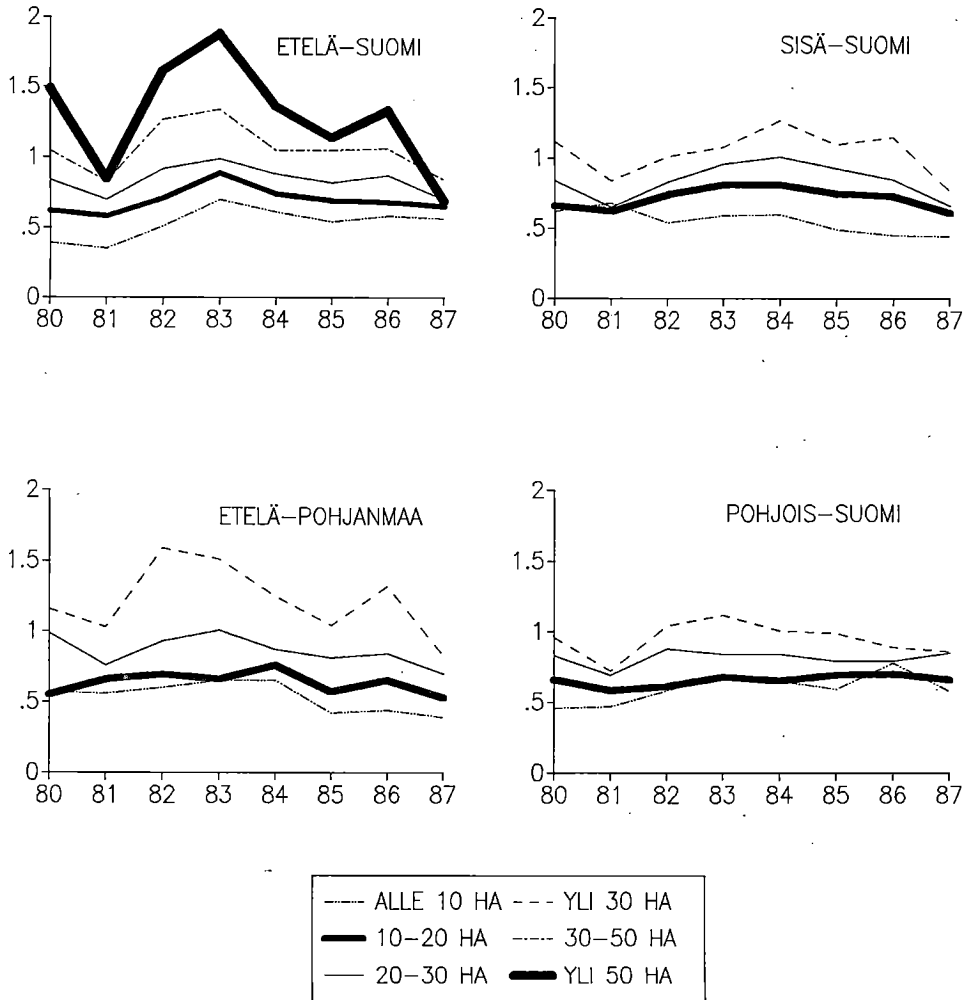 ETELÄ-SUOMI
2
1.5
1
.5
0
80 81 82 83 84 85 86 87
SISÄ-SUOMI
2
1.5
1
.5
0
80 81 82 83 84 85 86 87
ETELÄ-POHJANMAA
2
1.5
1
.5
0
80 81 82 83 84 85 86 87
POHJOIS-SUOMI
2
1.5
1
.5
0
80 81 82 83 84 85 86 87
ALLE 10 HA YLI 30 HA
10-20 HA 30-50 HA
20-30 HA YLI 50 HA